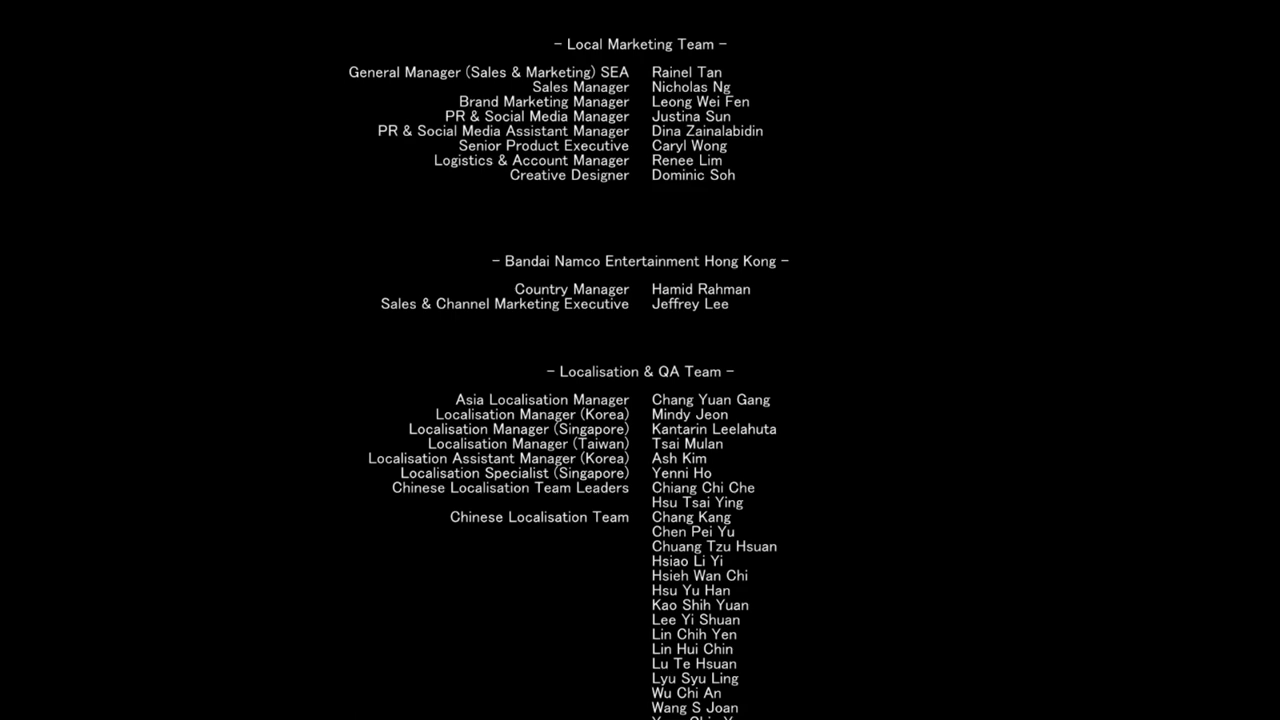 - Local Marketing Team -
General Manager (Sales & Marketing) SEA Rainel Tan
Sales Manager Nicholas Ng
Brand Marketing Manager Leong Wei Fen
PR & Social Media Manager Justina Sun
PR & Social Media Assistant Manager Dina Zainalabidin
Senior Product Executive Caryl Wong
Logistics & Account Manager Renee Lim
Creative Designer Dominic Soh
- Bandai Namco Entertainment Hong Kong -
Country Manager Hamid Rahman
Sales & Channel Marketing Executive Jeffrey Lee
- Localisation & QA Team -
Asia Localisation Manager Chang Yuan Gang
Localisation Manager (Korea) Mindy Jeon
Localisation Manager (Singapore) Kantarin Leelahuta
Localisation Manager (Taiwan) Tsai Mulan
Localisation Assistant Manager (Korea) Ash Kim
Localisation Specialist (Singapore) Yenni Ho
Chinese Localisation Team Leaders Chiang Chi Che
Hsu Tsai Ying
Chinese Localisation Team Chang Kang
Chen Pei Yu
Chuang Tzu Hsuan
Hsiao Li Yi
Hsieh Wan Chi
Hsu Yu Han
Kao Shih Yuan
Lee Yi Shuan
Lin Chih Yen
Lin Hui Chin
Lu Te Hsuan
Lyu Syu Ling
Wu Chi An
Wang S Joan